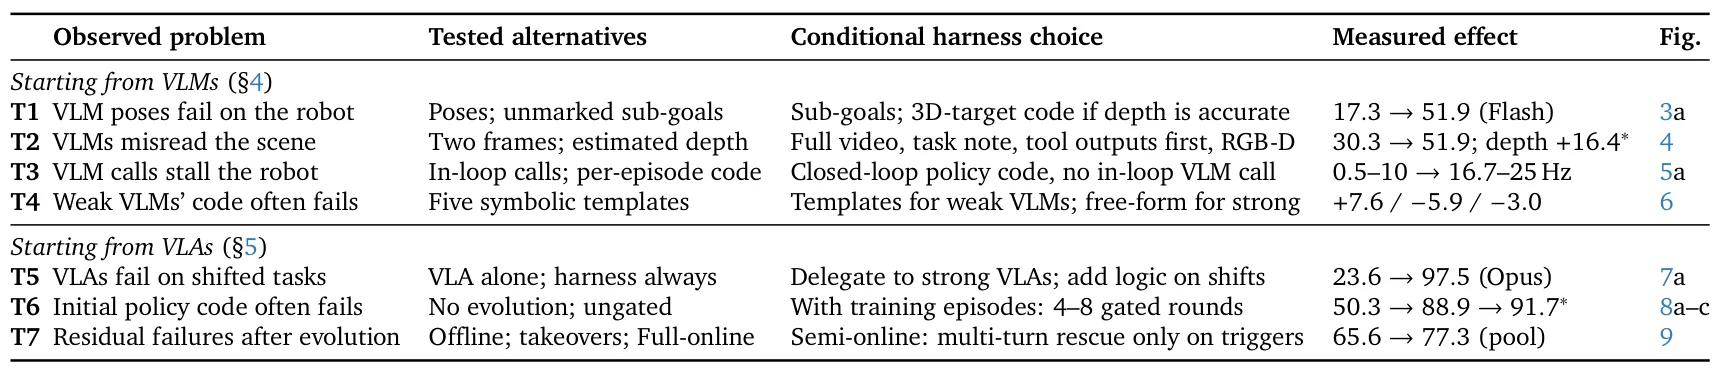 Observed problem Tested alternatives Conditional harness choice Measured effect Fig.
Starting from VLMs (§4)
T1 VLM poses fail on the robot Poses; unmarked sub-goals Sub-goals; 3D-target code if depth is accurate 17.3 → 51.9 (Flash) 3a
T2 VLMs misread the scene Two frames; estimated depth Full video, task note, tool outputs first, RGB-D 30.3 → 51.9; depth +16.4* 4
T3 VLM calls stall the robot In-loop calls; per-episode code Closed-loop policy code, no in-loop VLM call 0.5–10 → 16.7–25 Hz 5a
T4 Weak VLMs’ code often fails Five symbolic templates Templates for weak VLMs; free-form for strong +7.6 / −5.9 / −3.0 6
Starting from VLAs (§5)
T5 VLAs fail on shifted tasks VLA alone; harness always Delegate to strong VLAs; add logic on shifts 23.6 → 97.5 (Opus) 7a
T6 Initial policy code often fails No evolution; ungated With training episodes: 4–8 gated rounds 50.3 → 88.9 → 91.7* 8a–c
T7 Residual failures after evolution Offline; takeovers; Full-online Semi-online: multi-turn rescue only on triggers 65.6 → 77.3 (pool) 9